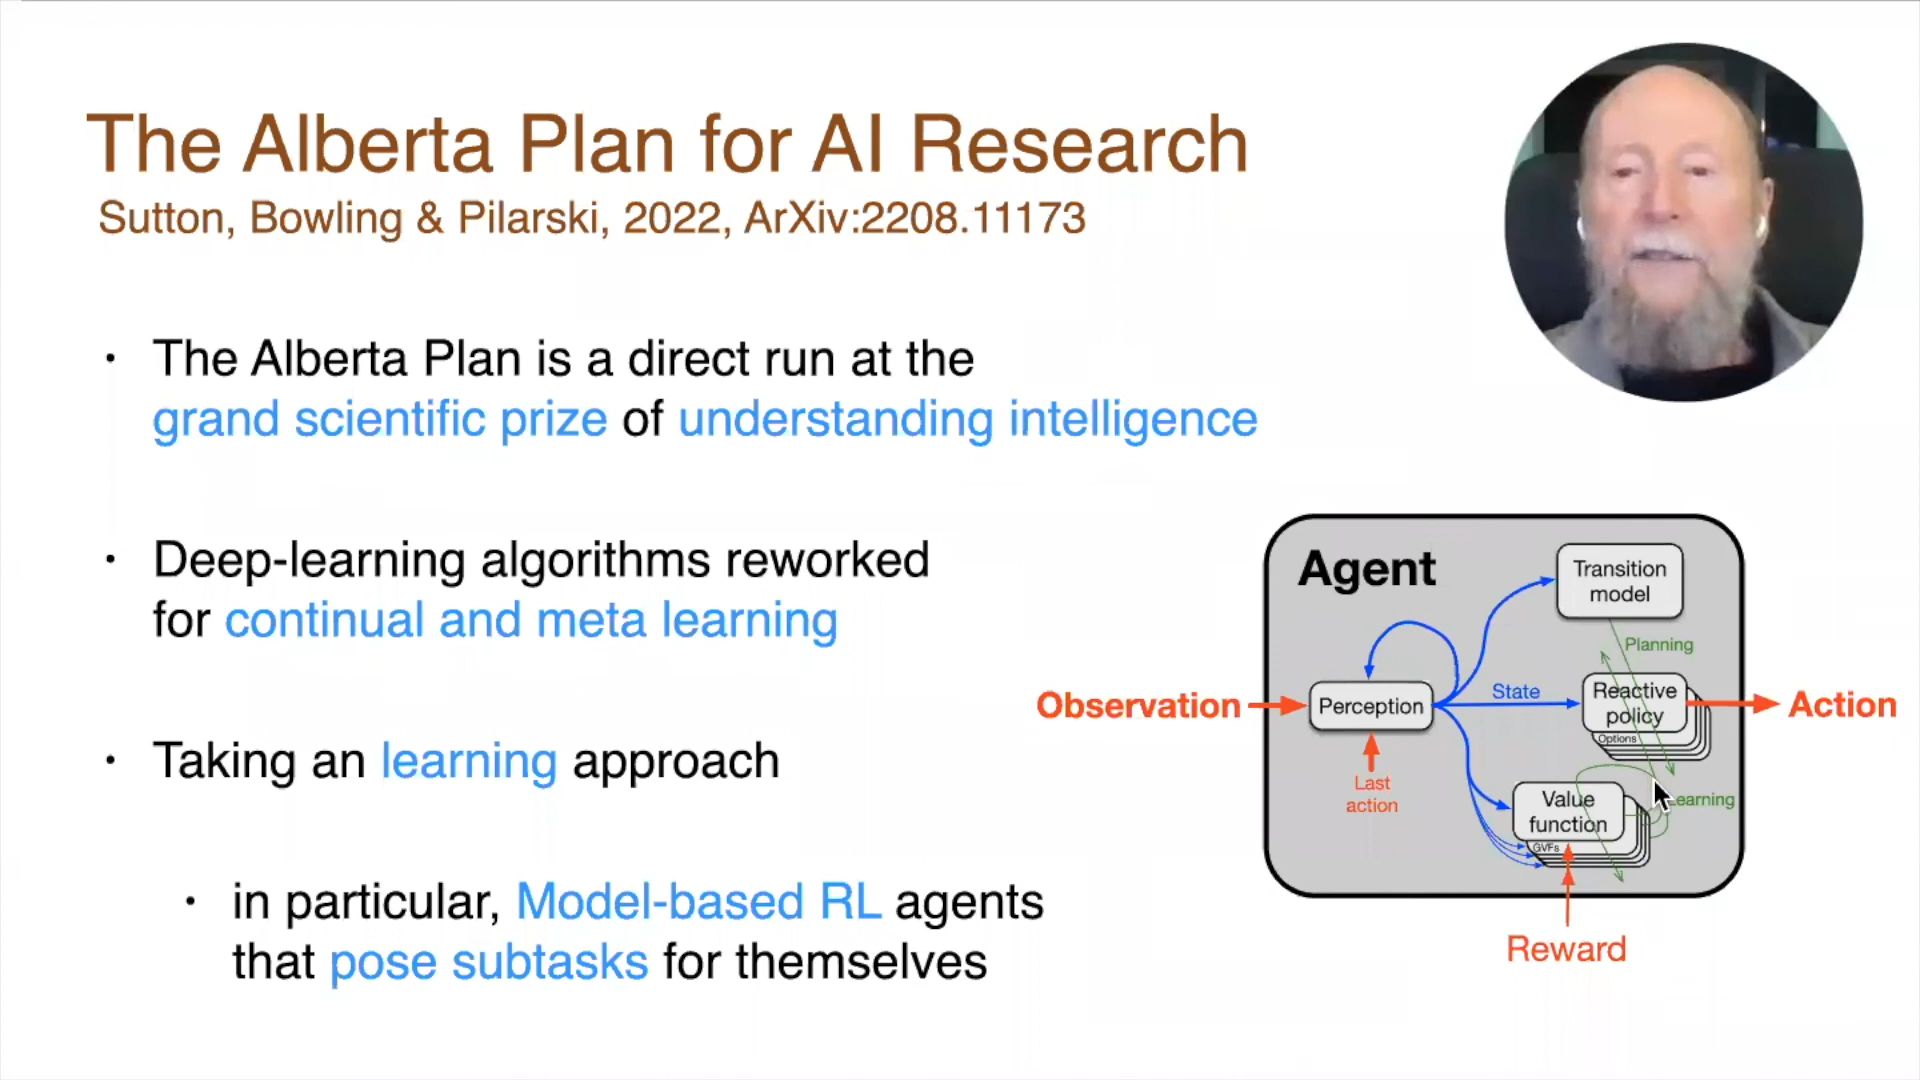 The Alberta Plan for AI Research
Sutton, Bowling & Pilarski, 2022, ArXiv:2208.11173
• The Alberta Plan is a direct run at the
grand scientific prize of understanding intelligence
• Deep-learning algorithms reworked
for continual and meta learning
• Taking an learning approach
• in particular, Model-based RL agents
that pose subtasks for themselves
Agent
Transition
model
Planning
Observation
Perception
State
Reactive
policy
Options
Action
Last
action
Value
function
GVFs
Learning
Reward